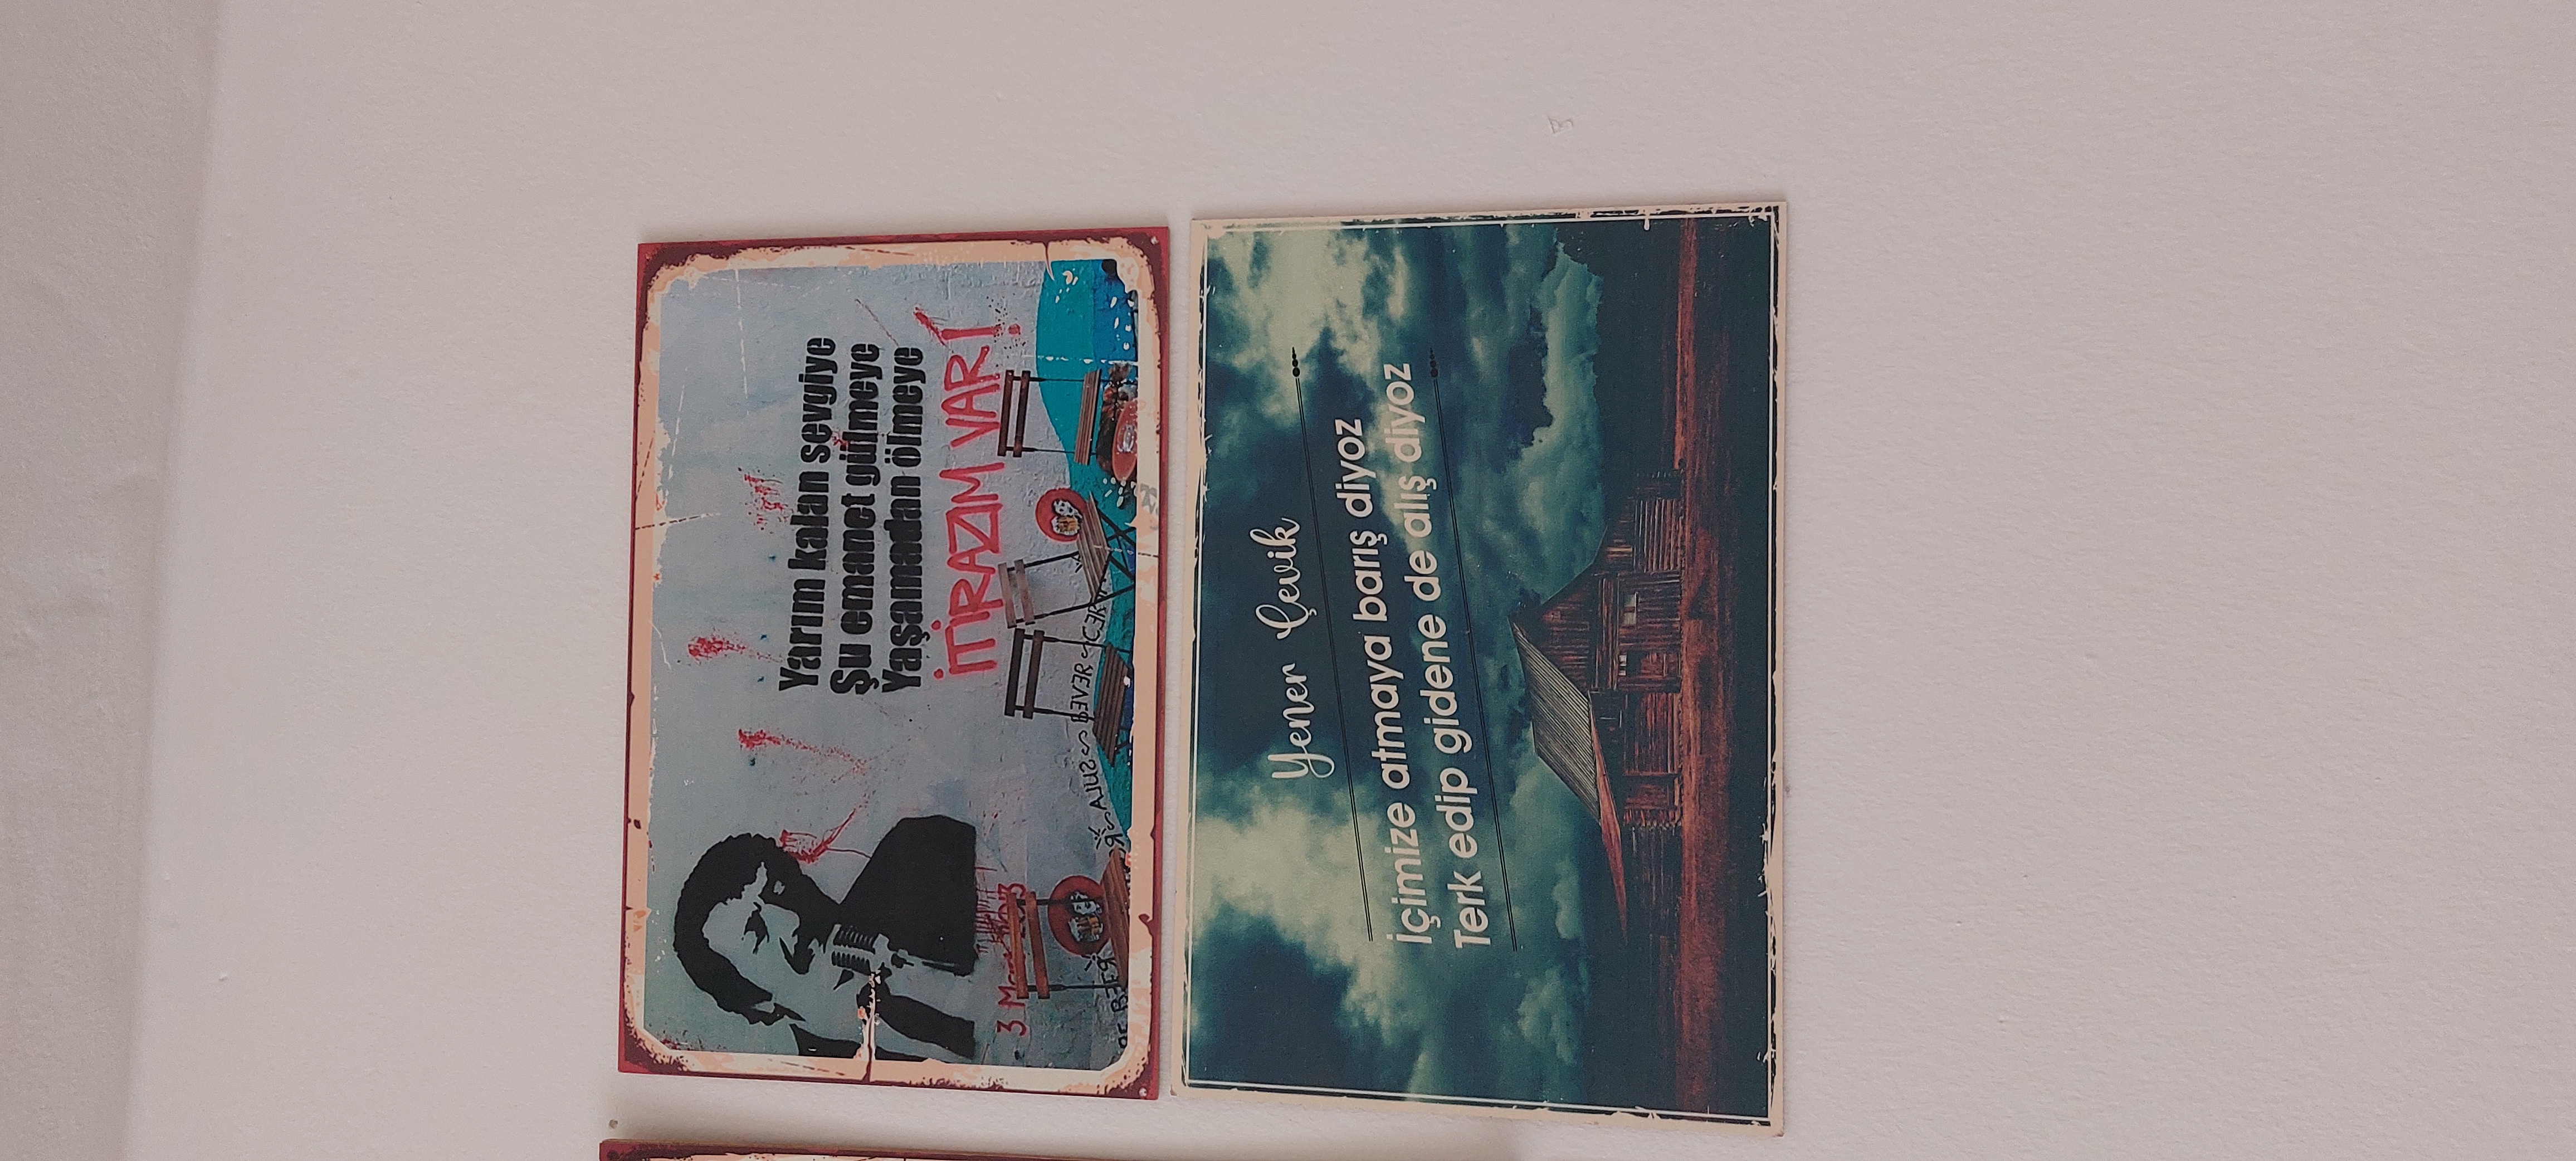 Yarım kalan sevgiye
Şu emanet gülmeye
Yaşamadan ölmeye
İTİRAZIM VAR!
3
Yener Çevik
İçimize atmaya barış diyoz
Terk edip gidene de alış diyoz